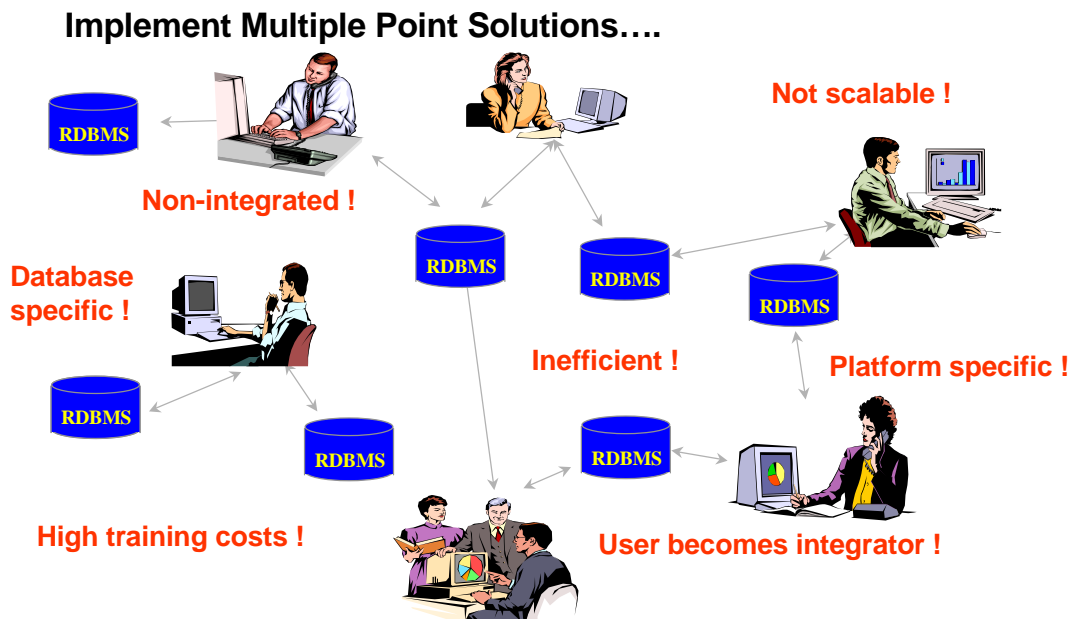 Implement Multiple Point Solutions….
Not scalable !
RDBMS
Non-integrated !
RDBMS
RDBMS
RDBMS
Database
specific !
Inefficient !
Platform specific !
RDBMS
RDBMS
RDBMS
High training costs !
User becomes integrator !